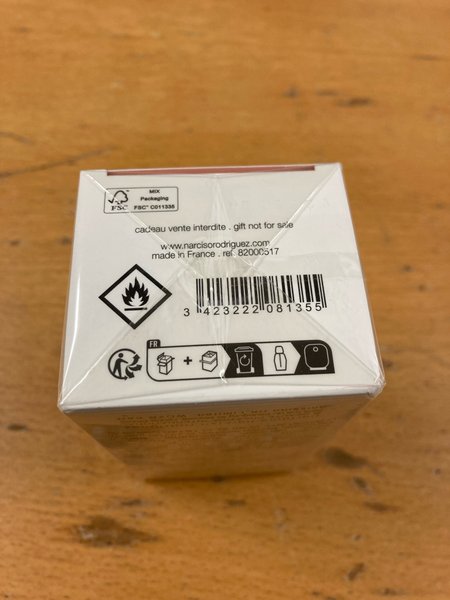 FSC
MIX
Packaging
FSC® C011335
cadeau vente interdite . gift not for sale
www.narcisorodriguez.com
made in France . ref. 82000517
3 423222 081355
FR
+